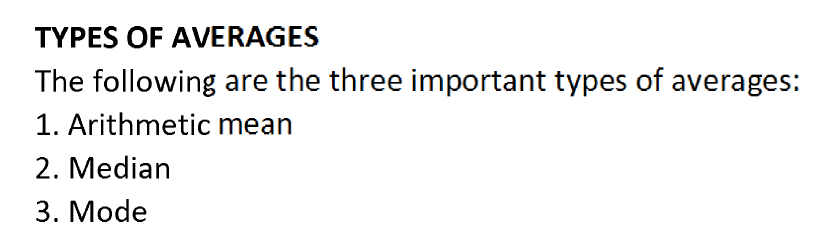 TYPES OF AVERAGES
The following are the three important types of averages:
1. Arithmetic mean
2. Median
3. Mode